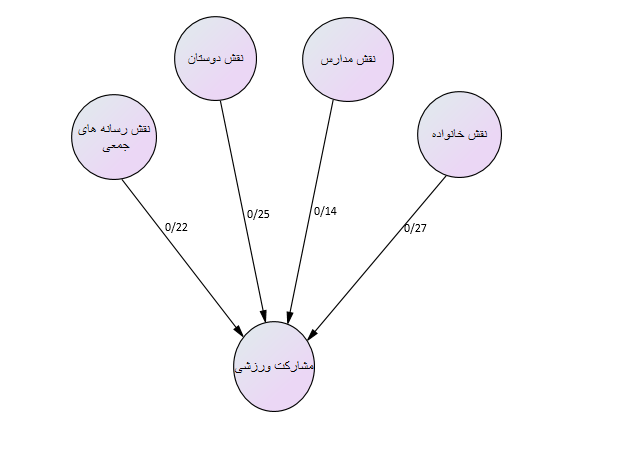 نقش دوستان
نقش مدارس
نقش رسانه های
جمعی
نقش خانواده
0/22
0/25
0/14
0/27
مشارکت ورزشی